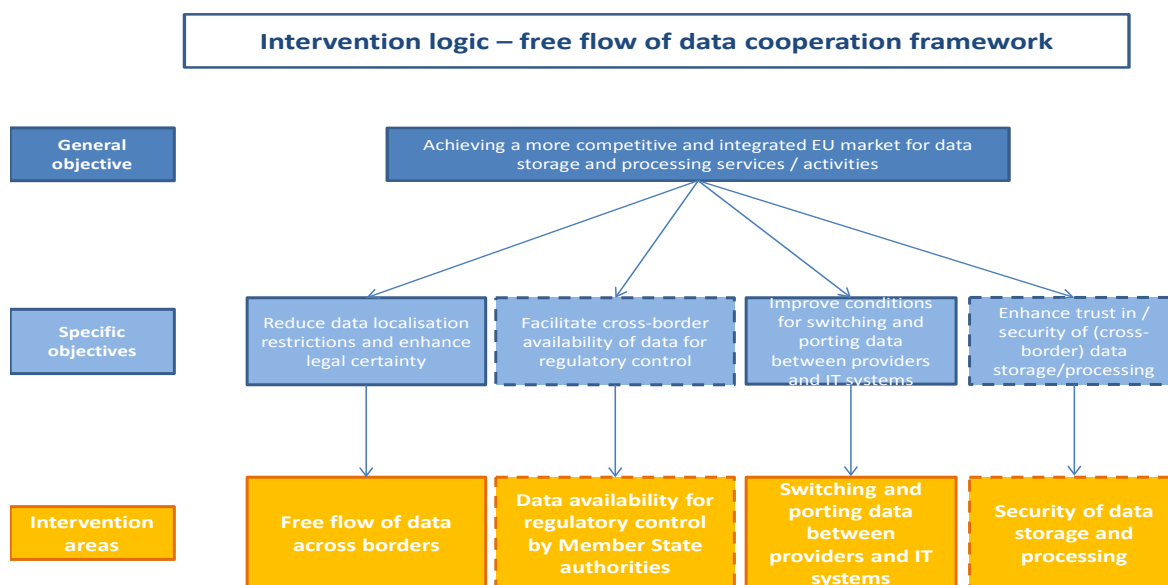 Intervention logic – free flow of data cooperation framework
General
objective
Achieving a more competitive and integrated EU market for data
storage and processing services / activities
Specific
objectives
Reduce data localisation
restrictions and enhance
legal certainty
Facilitate cross-border
availability of data for
regulatory control
Improve conditions
for switching and
porting data
between providers
and IT systems
Enhance trust in /
security of (cross-
border) data
storage/processing
Intervention
areas
Free flow of data
across borders
Data availability for
regulatory control
by Member State
authorities
Switching and
porting data
between
providers and IT
systems
Security of data
storage and
processing